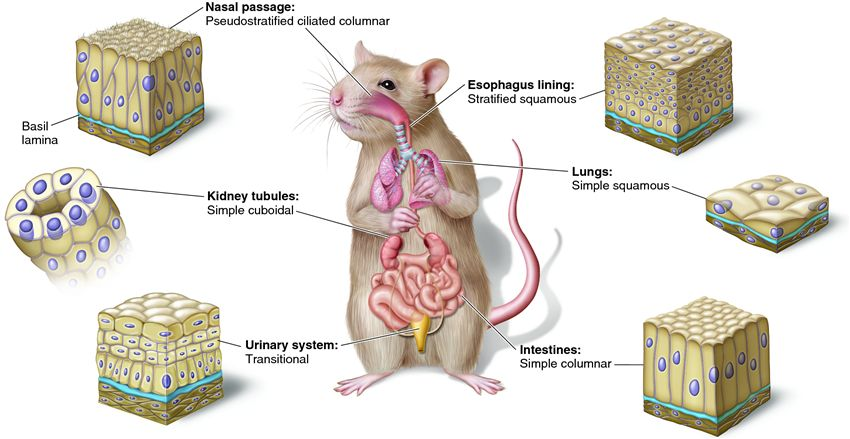 Nasal passage:
Pseudostratified ciliated columnar
Esophagus lining:
Stratified squamous
Basil
lamina
Lungs:
Simple squamous
Kidney tubules:
Simple cuboidal
Urinary system:
Transitional
Intestines:
Simple columnar